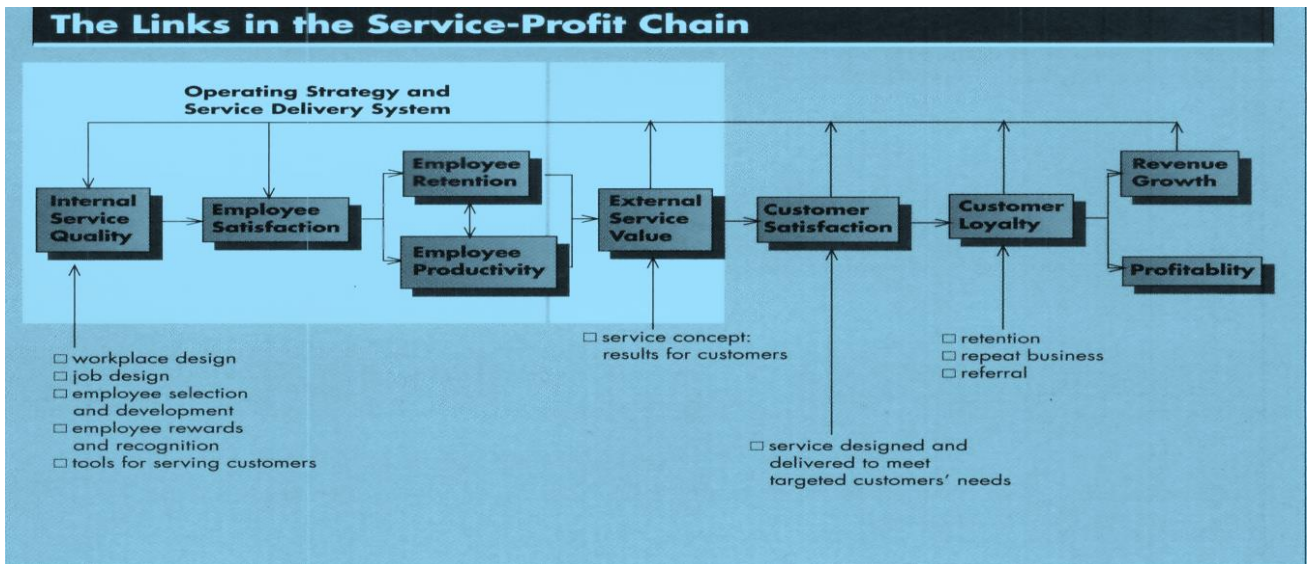 The Links in the Service-Profit Chain
Operating Strategy and
Service Delivery System
Internal
Service
Quality
Employee
Satisfaction
Employee
Retention
Employee
Productivity
External
Service
Value
Customer
Satisfaction
Customer
Loyalty
Revenue
Growth
Profitablity
□ workplace design
□ job design
□ employee selection
and development
□ employee rewards
and recognition
□ tools for serving customers
□ service concept:
results for customers
□ service designed and
delivered to meet
targeted customers' needs
□ retention
□ repeat business
□ referral